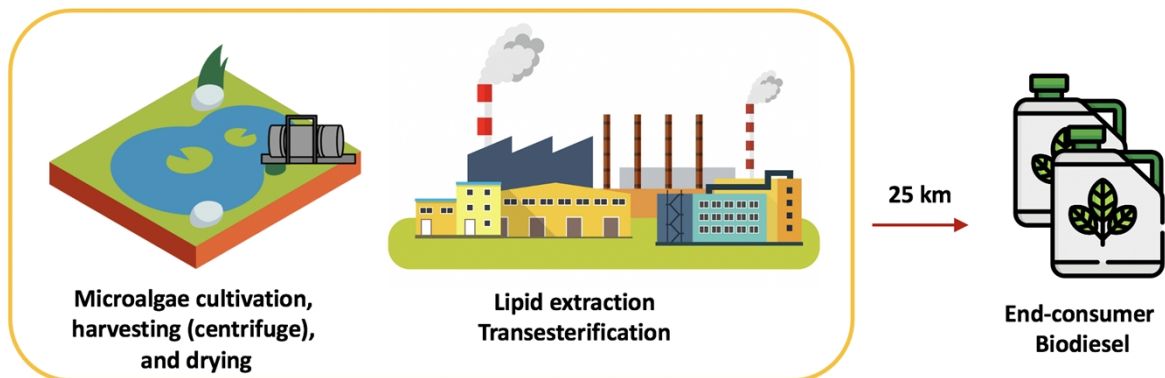 Microalgae cultivation,
harvesting (centrifuge),
and drying
Lipid extraction
Transesterification
25 km
End-consumer
Biodiesel